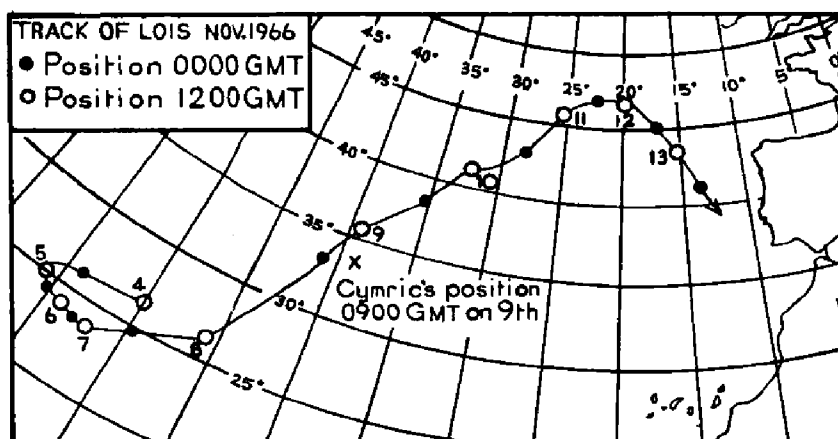 TRACK OF LOIS NOV.1966
● Position 0000 GMT
○ Position 1200 GMT
45° 40° 35° 30° 25° 20° 15° 10° 5° 0°
45°
40°
35°
30°
25°
11
12
13
9
5
4
6
7
8
x
Cymric's position
0900 GMT on 9th